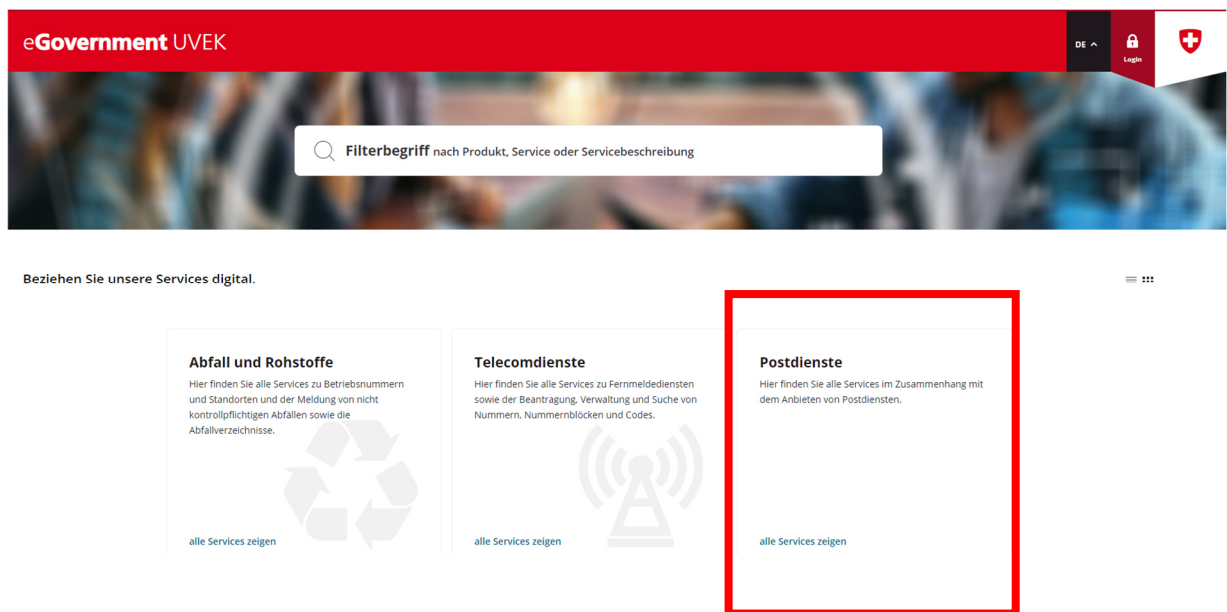 eGovernment UVEK
DE
Login
Filterbegriff nach Produkt, Service oder Servicebeschreibung
Beziehen Sie unsere Services digital.
Abfall und Rohstoffe
Hier finden Sie alle Services zu Betriebsnummern
und Standorten und der Meldung von nicht
kontrollpflichtigen Abfällen sowie die
Abfallverzeichnisse.
alle Services zeigen
Telecomdienste
Hier finden Sie alle Services zu Fernmeldediensten
sowie der Beantragung, Verwaltung und Suche von
Nummern, Nummernblöcken und Codes.
alle Services zeigen
Postdienste
Hier finden Sie alle Services im Zusammenhang mit
dem Anbieten von Postdiensten.
alle Services zeigen